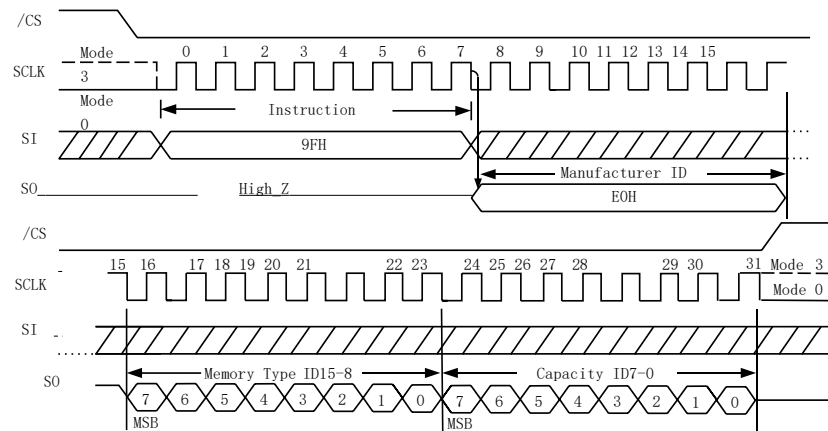 /CS
Mode 3
SCLK
0 1 2 3 4 5 6 7 8 9 10 11 12 13 14 15
Mode 0
Instruction
SI
9FH
Manufacturer ID
SO
High_Z
EOH
/CS
15 16 17 18 19 20 21 22 23 24 25 26 27 28 29 30 31
Mode 3
SCLK
Mode 0
SI
Memory Type ID15-8
Capacity ID7-0
SO
7 6 5 4 3 2 1 0 7 6 5 4 3 2 1 0
MSB MSB